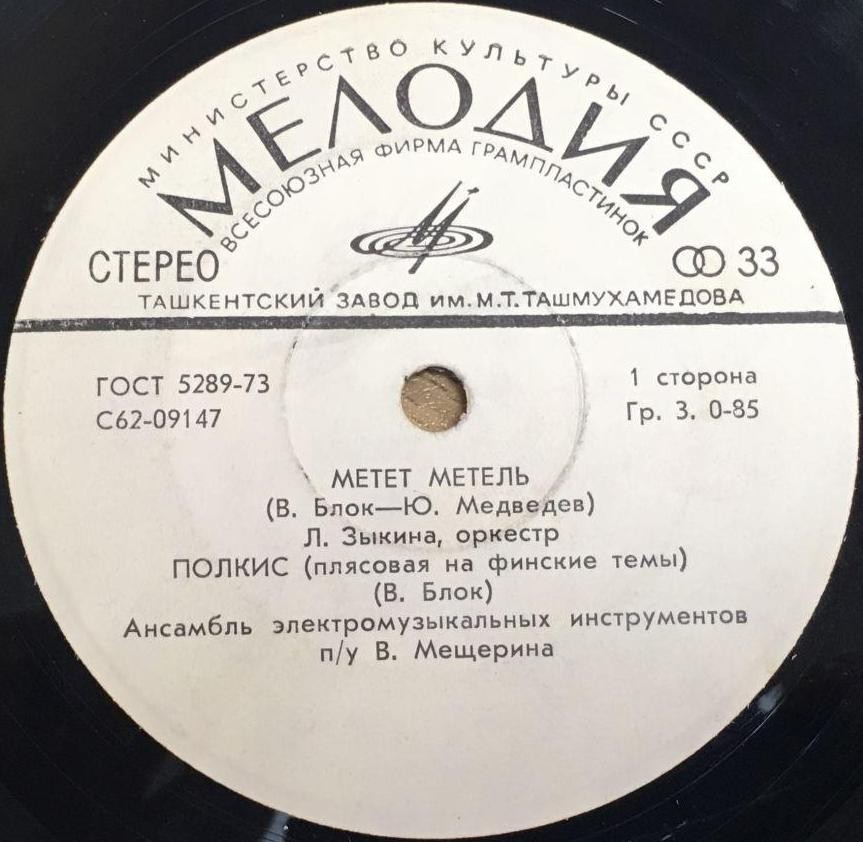 МИНИСТЕРСТВО КУЛЬТУРЫ СССР
МЕЛОДИЯ
ВСЕСОЮЗНАЯ ФИРМА ГРАМПЛАСТИНОК
СТЕРЕО
33
ТАШКЕНТСКИЙ ЗАВОД ИМ. М.Т.ТАШМУХАМЕДОВА
ГОСТ 5289-73
С62-09147
1 сторона
Гр. 3. 0-85
МЕТЕТ МЕТЕЛЬ
(В. Блок—Ю. Медведев)
Л. Зыкина, оркестр
ПОЛКИС (плясовая на финские темы)
(В. Блок)
Ансамбль электромузыкальных инструментов
п/у В. Мещерина